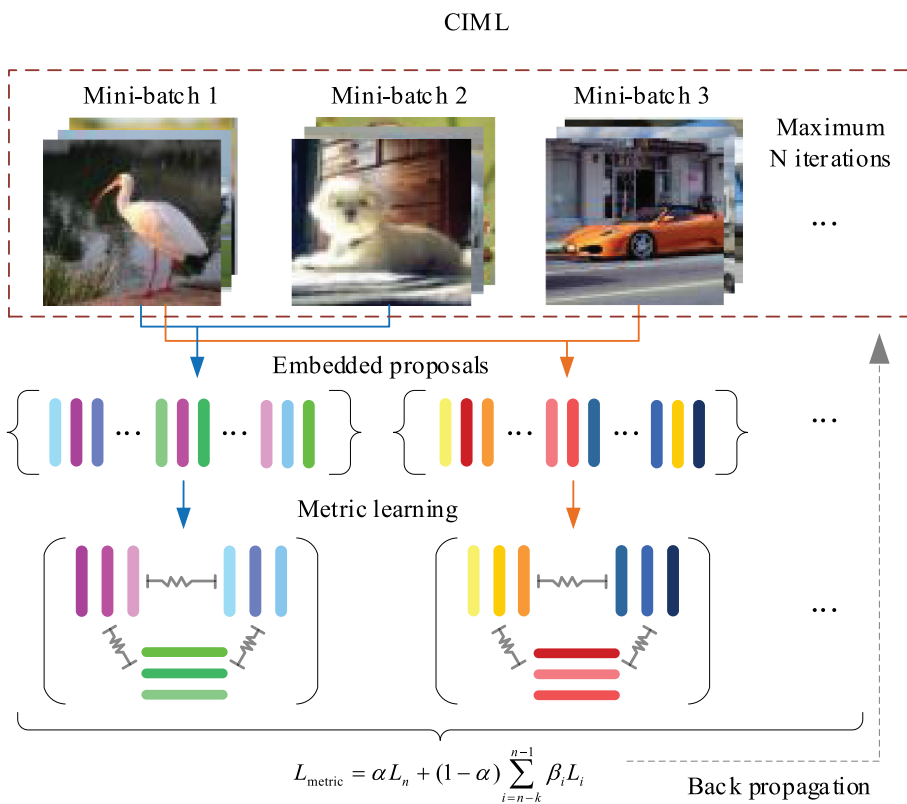 CIML
Mini-batch 1
Mini-batch 2
Mini-batch 3
Maximum
N iterations
...
Embedded proposals
... ...
... ...
...
Metric learning
...
L_metric = αL_n + (1 − α) ∑_{i=n−k}^{n−1} β_i L_i
Back propagation